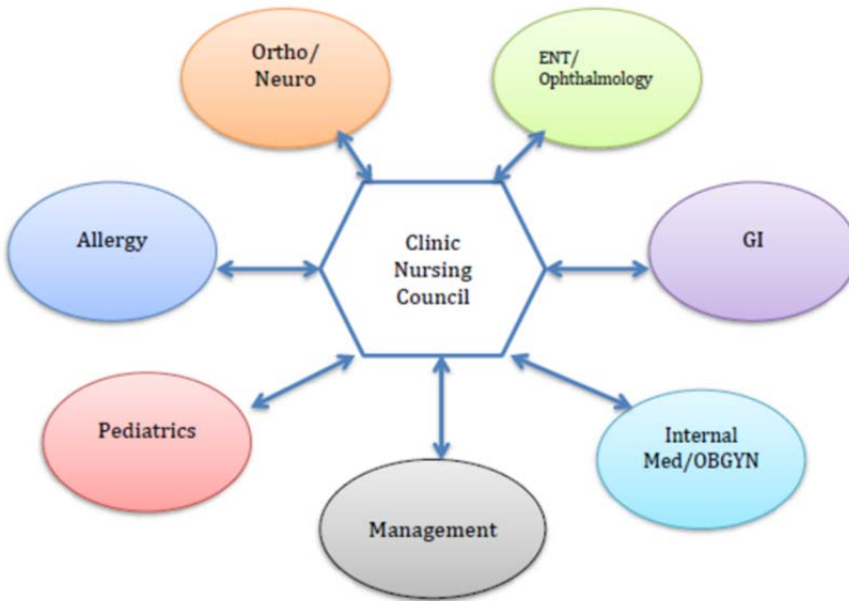 Ortho/
Neuro
ENT/
Ophthalmology
Allergy
Clinic
Nursing
Council
GI
Pediatrics
Internal
Med/OBGYN
Management